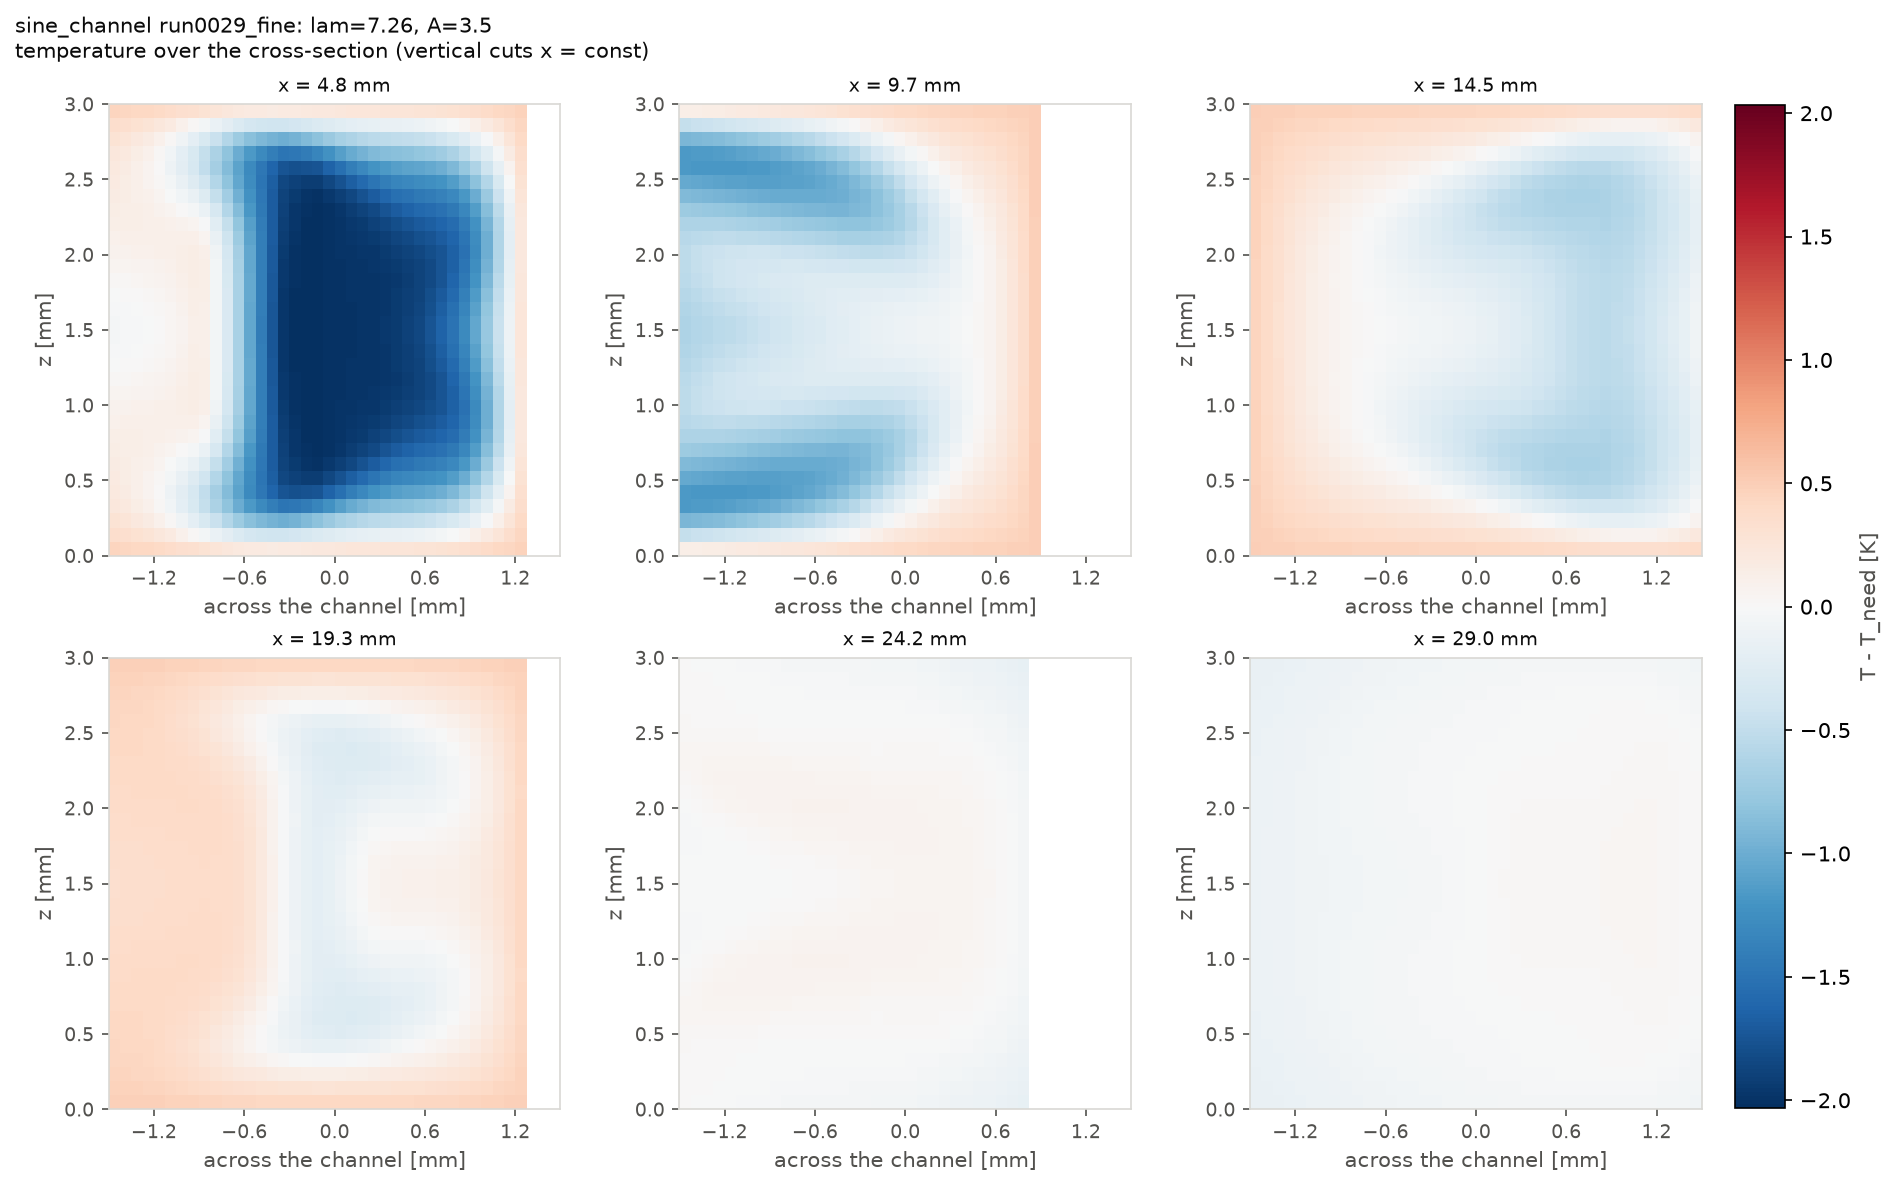 sine_channel run0029_fine: lam=7.26, A=3.5
temperature over the cross-section (vertical cuts x = const)
x = 4.8 mm
x = 9.7 mm
x = 14.5 mm
3.0
2.5
2.0
1.5
1.0
0.5
0.0
z [mm]
−1.2 −0.6 0.0 0.6 1.2
across the channel [mm]
3.0
2.5
2.0
1.5
1.0
0.5
0.0
z [mm]
−1.2 −0.6 0.0 0.6 1.2
across the channel [mm]
3.0
2.5
2.0
1.5
1.0
0.5
0.0
z [mm]
−1.2 −0.6 0.0 0.6 1.2
across the channel [mm]
x = 19.3 mm
x = 24.2 mm
x = 29.0 mm
3.0
2.5
2.0
1.5
1.0
0.5
0.0
z [mm]
−1.2 −0.6 0.0 0.6 1.2
across the channel [mm]
3.0
2.5
2.0
1.5
1.0
0.5
0.0
z [mm]
−1.2 −0.6 0.0 0.6 1.2
across the channel [mm]
3.0
2.5
2.0
1.5
1.0
0.5
0.0
z [mm]
−1.2 −0.6 0.0 0.6 1.2
across the channel [mm]
2.0
1.5
1.0
0.5
0.0
−0.5
−1.0
−1.5
−2.0
T - T_need [K]